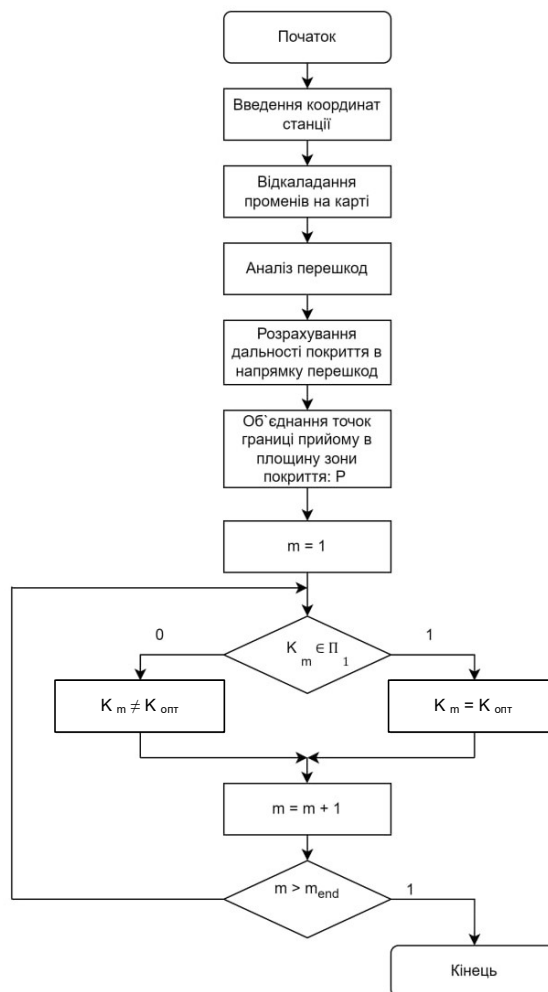 Початок
Введення координат
станції
Відкаладання
променів на карті
Аналіз перешкод
Розрахування
дальності покриття в
напрямку перешкод
Об`єднання точок
границі прийому в
площину зони
покриття: P
m = 1
0
K m ∈ П 1
1
K m ≠ K опт
K m = K опт
m = m + 1
m > mend
1
Кінець